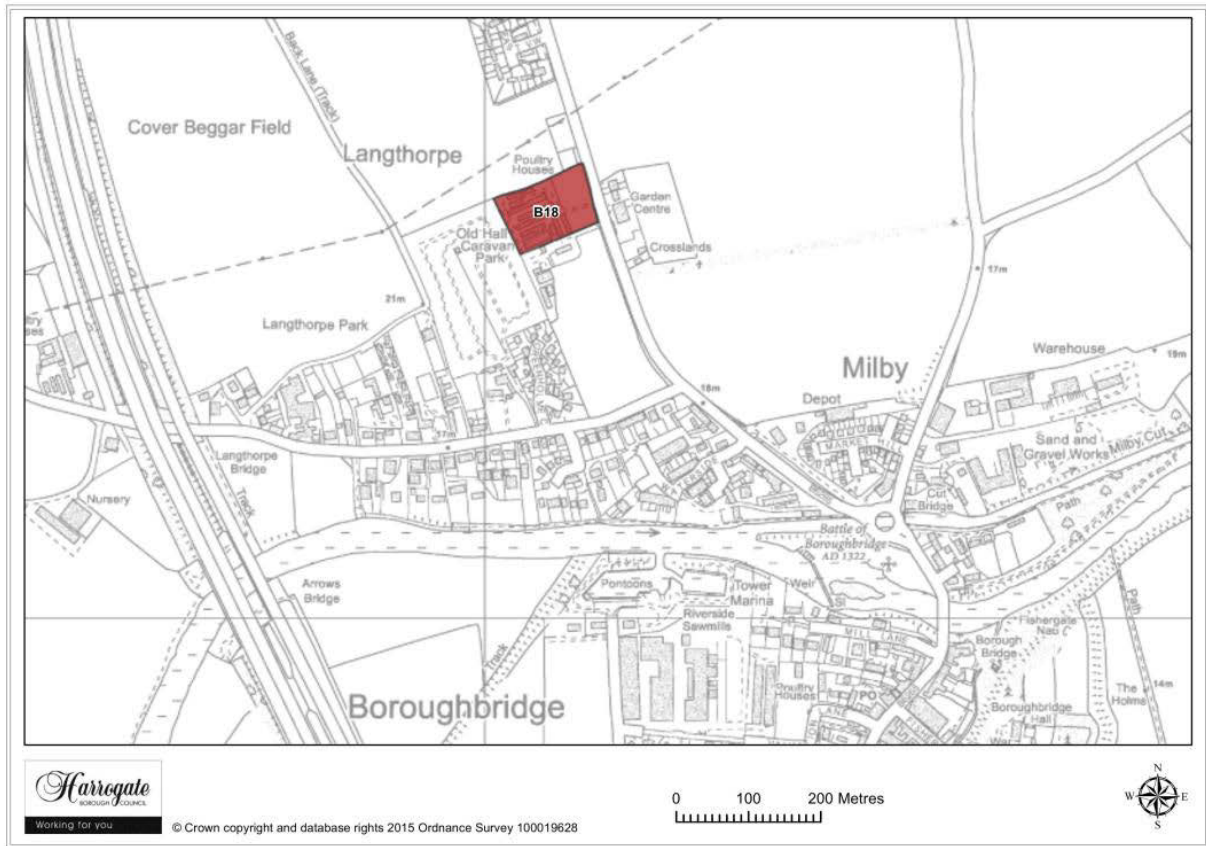 Back Lane (Track)
Cover Beggar Field
Langthorpe
Poultry
Houses
B18
Garden
Centre
Old Hall
Caravan
Park
Crosslands
17m
21m
Langthorpe Park
Milby
Warehouse
19m
18m
Depot
17m
Langthorpe
Bridge
Sand and
Gravel Works
Milby Cut
Nursery
Track
Cut
Bridge
Path
Battle of
Boroughbridge
AD 1322
Arrows
Bridge
Pontoons
Tower
Marina
Weir
Sl
Riverside
Sawmills
MILL LANE
Fishergate
Nab
Path
Borough
Bridge
Track
Poultry
Houses
PO
14m
The
Holms
Boroughbridge
Hall
Boroughbridge
Harrogate
BOROUGH COUNCIL
Working for you
© Crown copyright and database rights 2015 Ordnance Survey 100019628
0 100 200 Metres
N
W E
S